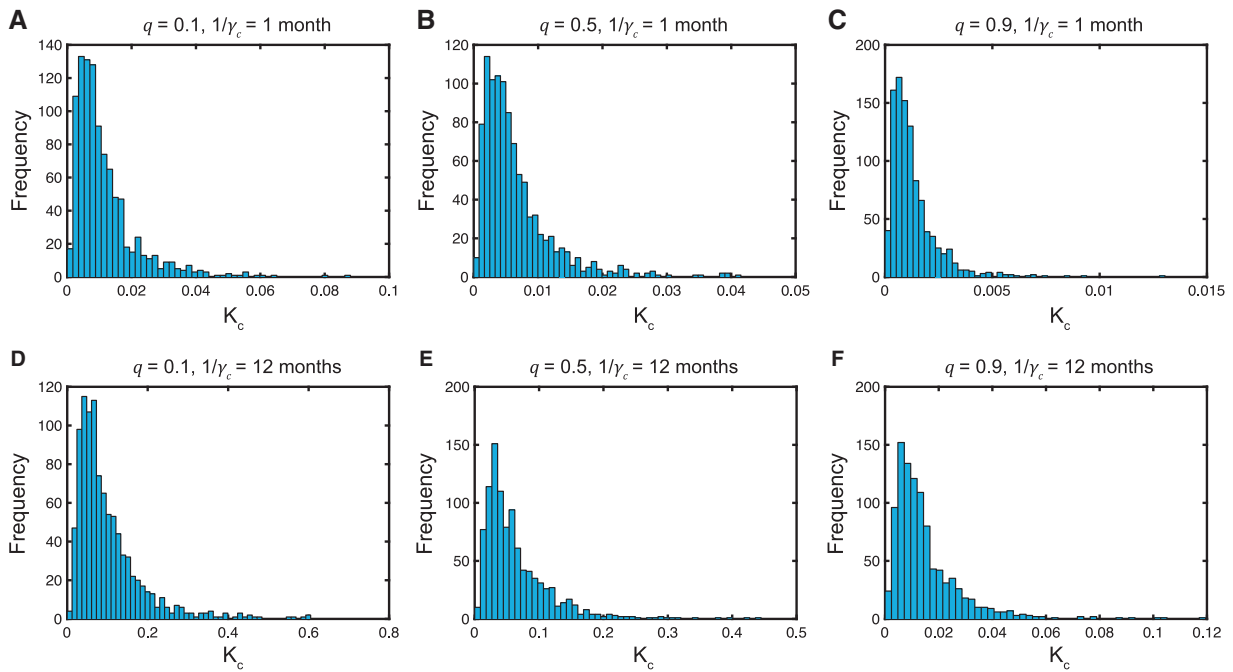 A
q = 0.1, 1/γc = 1 month
140
120
100
80
60
40
20
0
Frequency
0 0.02 0.04 0.06 0.08 0.1
Kc
B
q = 0.5, 1/γc = 1 month
120
100
80
60
40
20
0
Frequency
0 0.01 0.02 0.03 0.04 0.05
Kc
C
q = 0.9, 1/γc = 1 month
200
150
100
50
0
Frequency
0 0.005 0.01 0.015
Kc
D
q = 0.1, 1/γc = 12 months
120
100
80
60
40
20
0
Frequency
0 0.2 0.4 0.6 0.8
Kc
E
q = 0.5, 1/γc = 12 months
200
150
100
50
0
Frequency
0 0.1 0.2 0.3 0.4 0.5
Kc
F
q = 0.9, 1/γc = 12 months
200
150
100
50
0
Frequency
0 0.02 0.04 0.06 0.08 0.1 0.12
Kc